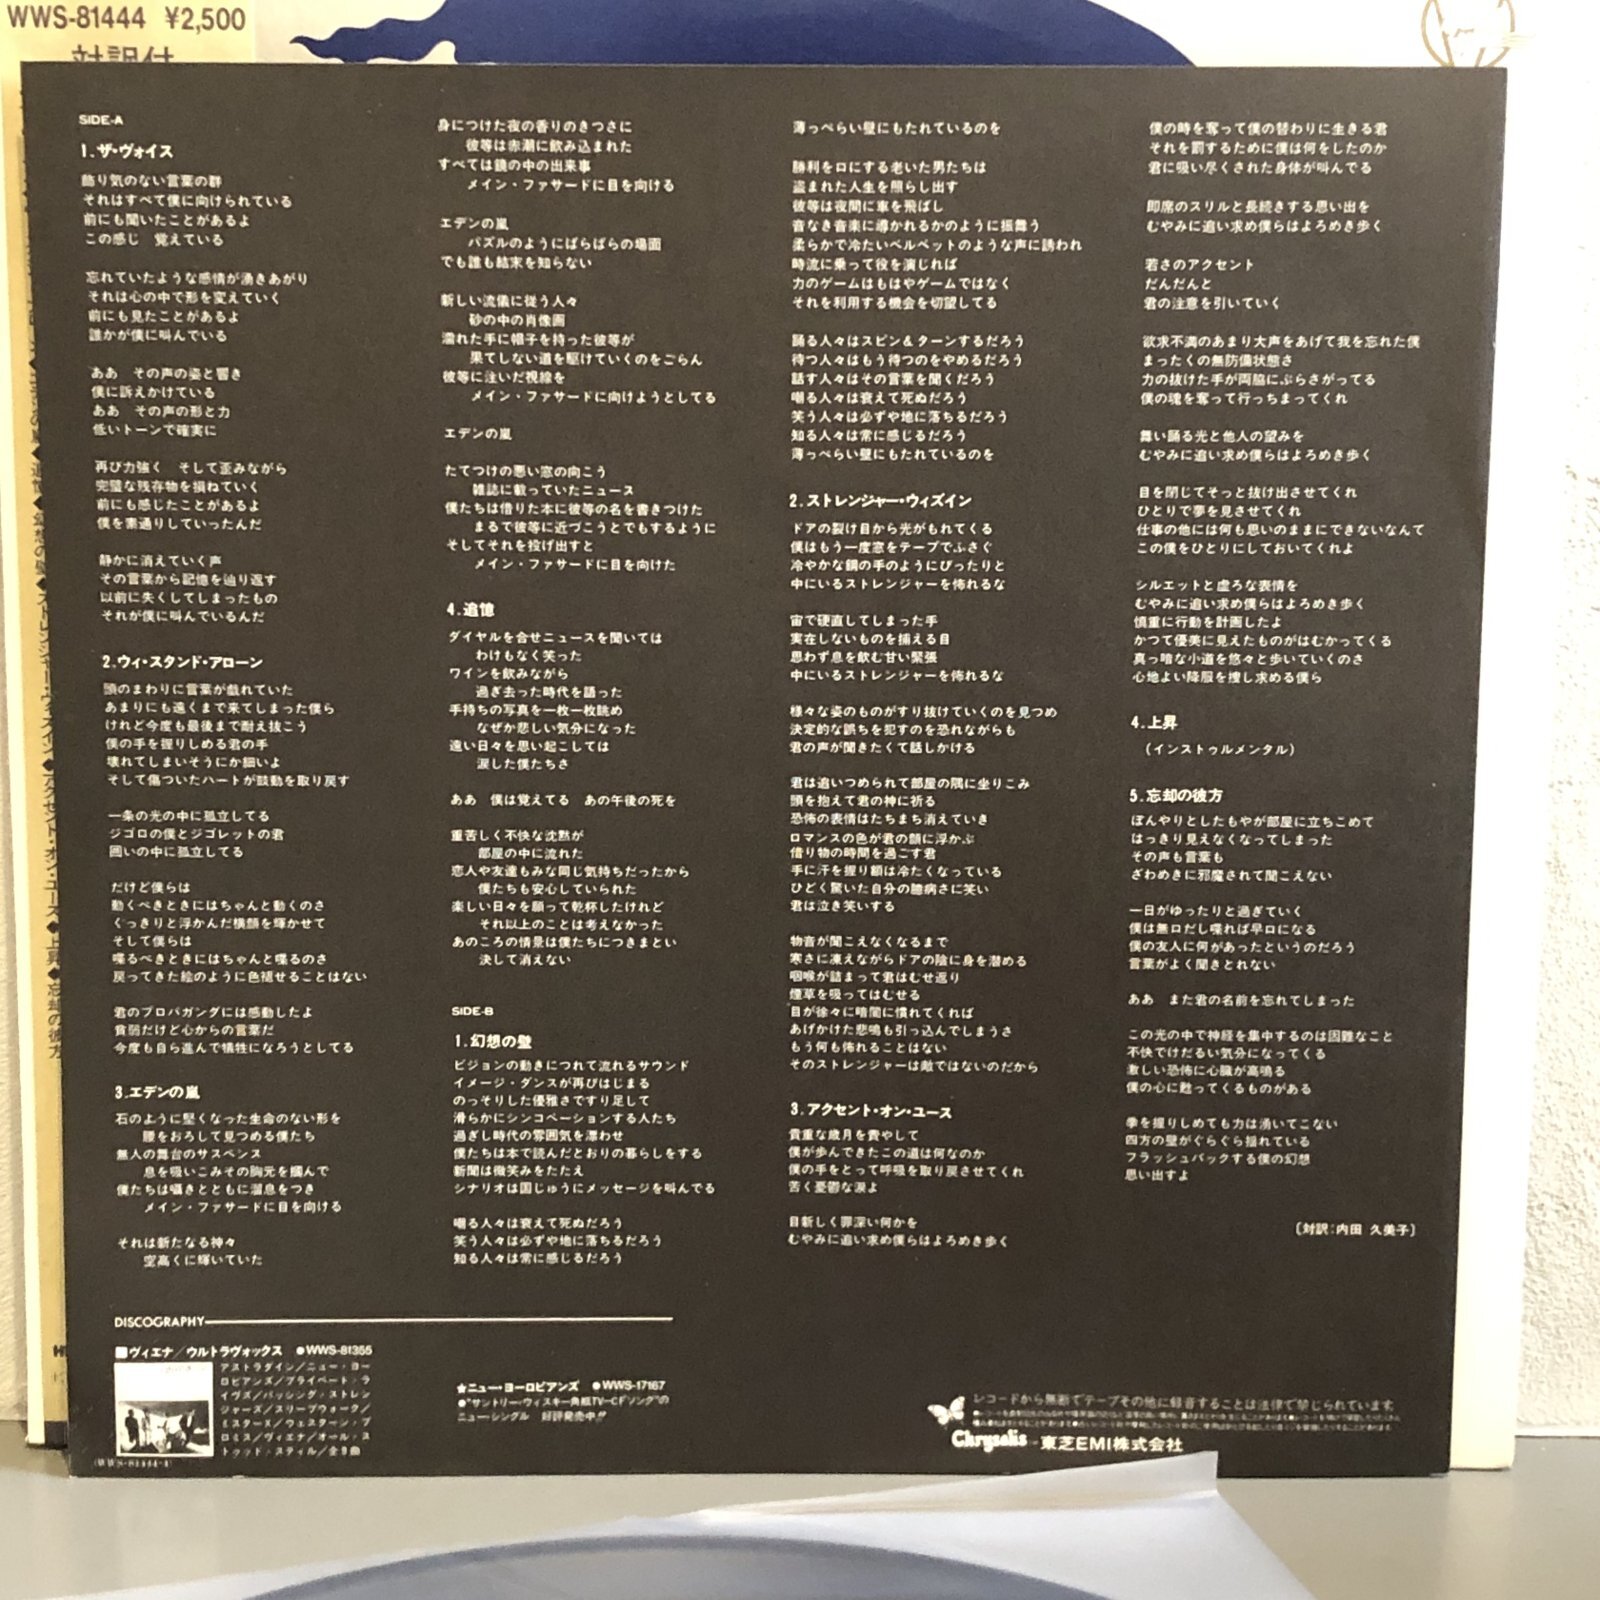 WWS-81444 ¥2,500
対訳付
SIDE-A
1.ザ・ヴォイス
飾り気のない言葉の群
それはすべて僕に向けられている
前にも聞いたことがあるよ
この感じ 覚えている
忘れていたような感情が湧きあがり
それは心の中で形を変えていく
前にも見たことがあるよ
誰かが僕に叫んでいる
ああ その声の姿と響き
僕に訴えかけている
ああ その声の形と力
低いトーンで確実に
再び力強く そして歪みながら
完璧な残存物を損ねていく
前にも感じたことがあるよ
僕を素通りしていったんだ
静かに消えていく声
その言葉から記憶を辿り返す
以前に失くしてしまったもの
それが僕に叫んでいるんだ
2.ウィ・スタンド・アローン
頭のまわりに言葉が戯れていた
あまりにも遠くまで来てしまった僕ら
けれど今度も最後まで耐え抜こう
僕の手を握りしめる君の手
壊れてしまいそうにか細いよ
そして傷ついたハートが鼓動を取り戻す
一条の光の中に孤立してる
ジゴロの僕とジゴレットの君
囲いの中に孤立してる
だけど僕らは
動くべきときにはちゃんと動くのさ
ぐっきりと浮かんだ横顔を輝かせて
そして僕らは
喋るべきときにはちゃんと喋るのさ
戻ってきた絵のように色褪せることはない
君のプロパガンダには感動したよ
貧弱だけど心からの言葉だ
今度も自ら進んで犠牲になろうとしてる
3.エデンの嵐
石のように堅くなった生命のない形を
腰をおろして見つめる僕たち
無人の舞台のサスペンス
息を吸いこみその胸元を掴んで
僕たちは囁きとともに溜息をつき
メイン・ファサードに目を向ける
それは新たなる神々
空高くに輝いていた
身につけた夜の香りのきつさに
彼等は赤潮に飲み込まれた
すべては鏡の中の出来事
メイン・ファサードに目を向ける
エデンの嵐
パズルのようにばらばらの場面
でも誰も結末を知らない
新しい流儀に従う人々
砂の中の肖像画
濡れた手に帽子を持った彼等が
果てしない道を駆けていくのをごらん
彼等に注いだ視線を
メイン・ファサードに向けようとしてる
エデンの嵐
たてつけの悪い窓の向こう
雑誌に載っていたニュース
僕たちは借りた本に彼等の名を書きつけた
まるで彼等に近づこうとでもするように
そしてそれを投げ出すと
メイン・ファサードに目を向けた
4.追憶
ダイヤルを合せニュースを聞いては
わけもなく笑った
ワインを飲みながら
過ぎ去った時代を語った
手持ちの写真を一枚一枚眺め
なぜか悲しい気分になった
遠い日々を思い起こしては
涙した僕たちさ
ああ 僕は覚えてる あの午後の死を
重苦しく不快な沈黙が
部屋の中に流れた
恋人や友達もみな同じ気持ちだったから
僕たちも安心していられた
楽しい日々を願って乾杯したけれど
それ以上のことは考えなかった
あのころの情景は僕たちにつきまとい
決して消えない
SIDE-B
1.幻想の壁
ビジョンの動きにつれて流れるサウンド
イメージ・ダンスが再びはじまる
のっそりした優雅さですり足して
滑らかにシンコペーションする人たち
過ぎし時代の雰囲気を漂わせ
僕たちは本で読んだとおりの暮らしをする
新聞は微笑みをたたえ
シナリオは国じゅうにメッセージを叫んでる
嘲る人々は衰えて死ぬだろう
笑う人々は必ずや地に落ちるだろう
知る人々は常に感じるだろう
薄っぺらい壁にもたれているのを
勝利を口にする老いた男たちは
盗まれた人生を照らし出す
彼等は夜間に車を飛ばし
音なき音楽に導かれるかのように振舞う
柔らかで冷たいベルベットのような声に誘われ
時流に乗って役を演じれば
力のゲームはもはやゲームではなく
それを利用する機会を切望してる
踊る人々はスピン&ターンするだろう
待つ人々はもう待つのをやめるだろう
話す人々はその言葉を聞くだろう
嘲る人々は衰えて死ぬだろう
笑う人々は必ずや地に落ちるだろう
知る人々は常に感じるだろう
薄っぺらい壁にもたれているのを
2.ストレンジャー・ウィズイン
ドアの裂け目から光がもれてくる
僕はもう一度窓をテープでふさぐ
冷やかな鋼の手のようにぴったりと
中にいるストレンジャーを怖れるな
宙で硬直してしまった手
実在しないものを捕える目
思わず息を飲む甘い緊張
中にいるストレンジャーを怖れるな
様々な姿のものがすり抜けていくのを見つめ
決定的な誤ちを犯すのを恐れながらも
君の声が聞きたくて話しかける
君は追いつめられて部屋の隅に坐りこみ
頭を抱えて君の神に祈る
恐怖の表情はたちまち消えていき
ロマンスの色が君の顔に浮かぶ
借り物の時間を過ごす君
手に汗を握り額は冷たくなっている
ひどく驚いた自分の臆病さに笑い
君は泣き笑いする
物音が聞こえなくなるまで
寒さに凍えながらドアの陰に身を潜める
咽喉が詰まって君はむせ返り
煙草を吸ってはむせる
目が徐々に暗闇に慣れてくれば
あげかけた悲鳴も引っ込んでしまうさ
もう何も怖れることはない
そのストレンジャーは敵ではないのだから
3.アクセント・オン・ユース
貴重な歳月を費やして
僕が歩んできたこの道は何なのか
僕の手をとって呼吸を取り戻させてくれ
苦く憂鬱な涙よ
目新しく罪深い何かを
むやみに追い求め僕らはよろめき歩く
僕の時を奪って僕の替わりに生きる君
それを罰するために僕は何をしたのか
君に吸い尽くされた身体が叫んでる
即席のスリルと長続きする思い出を
むやみに追い求め僕らはよろめき歩く
若さのアクセント
だんだんと
君の注意を引いていく
欲求不満のあまり大声をあげて我を忘れた僕
まったくの無防備状態さ
力の抜けた手が両脇にぶらさがってる
僕の魂を奪って行っちまってくれ
舞い踊る光と他人の望みを
むやみに追い求め僕らはよろめき歩く
目を閉じてそっと抜け出させてくれ
ひとりで夢を見させてくれ
仕事の他には何も思いのままにできないなんて
この僕をひとりにしておいてくれよ
シルエットと虚ろな表情を
むやみに追い求め僕らはよろめき歩く
慎重に行動を計画したよ
かつて優美に見えたものがはむかってくる
真っ暗な小道を悠々と歩いていくのさ
心地よい降服を捜し求める僕ら
4.上昇
(インストゥルメンタル)
5.忘却の彼方
ぼんやりとしたもやが部屋に立ちこめて
はっきり見えなくなってしまった
その声も言葉も
ざわめきに邪魔されて聞こえない
一日がゆったりと過ぎていく
僕は無口だし喋れば早口になる
僕の友人に何があったというのだろう
言葉がよく聞きとれない
ああ また君の名前を忘れてしまった
この光の中で神経を集中するのは困難なこと
不快でけだるい気分になってくる
激しい恐怖に心臓が高鳴る
僕の心に甦ってくるものがある
拳を握りしめても力は湧いてこない
四方の壁がぐらぐら揺れている
フラッシュバックする僕の幻想
思い出すよ
〔対訳:内田 久美子〕
DISCOGRAPHY
■ヴィエナ/ウルトラヴォックス ●WWS-81355
アストラダイン/ニュー・ヨー
ロピアンズ/プライベート・ラ
イヴズ/パッシング・ストレン
ジャーズ/スリープウォーク/
ミスターX/ウェスターン・プ
ロミス/ヴィエナ/オール・ス
トゥッド・スティル/全9曲
(WWS-81444-4)
★ニュー・ヨーロピアンズ ●WWS-17167
●"サントリー・ウィスキー角瓶TV-CFソング"の
ニュー・シングル 好評発売中!!
レコードから無断でテープその他に録音することは法律で禁じられています
Chrysalis
東芝EMI株式会社